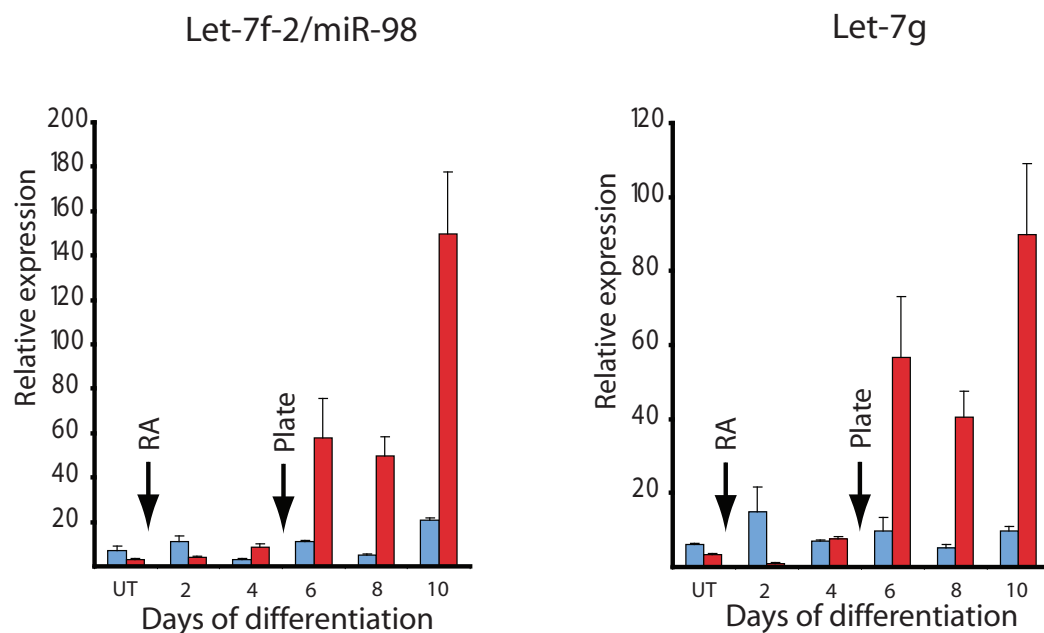 Let-7f-2/miR-98
Relative expression
200
180
160
140
120
100
80
60
40
20
RA
Plate
UT 2 4 6 8 10
Days of differentiation
Let-7g
Relative expression
120
100
80
60
40
20
RA
Plate
UT 2 4 6 8 10
Days of differentiation